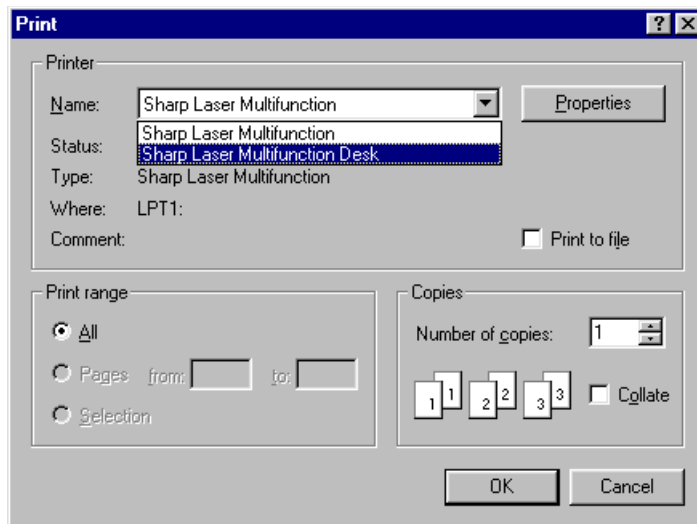 Print
Printer
Name: Sharp Laser Multifunction Properties
Sharp Laser Multifunction
Status: Sharp Laser Multifunction Desk
Type: Sharp Laser Multifunction
Where: LPT1:
Comment: Print to file
Print range Copies
All Number of copies: 1
Pages from: to: 1 1 2 2 3 3 Collate
Selection
OK Cancel